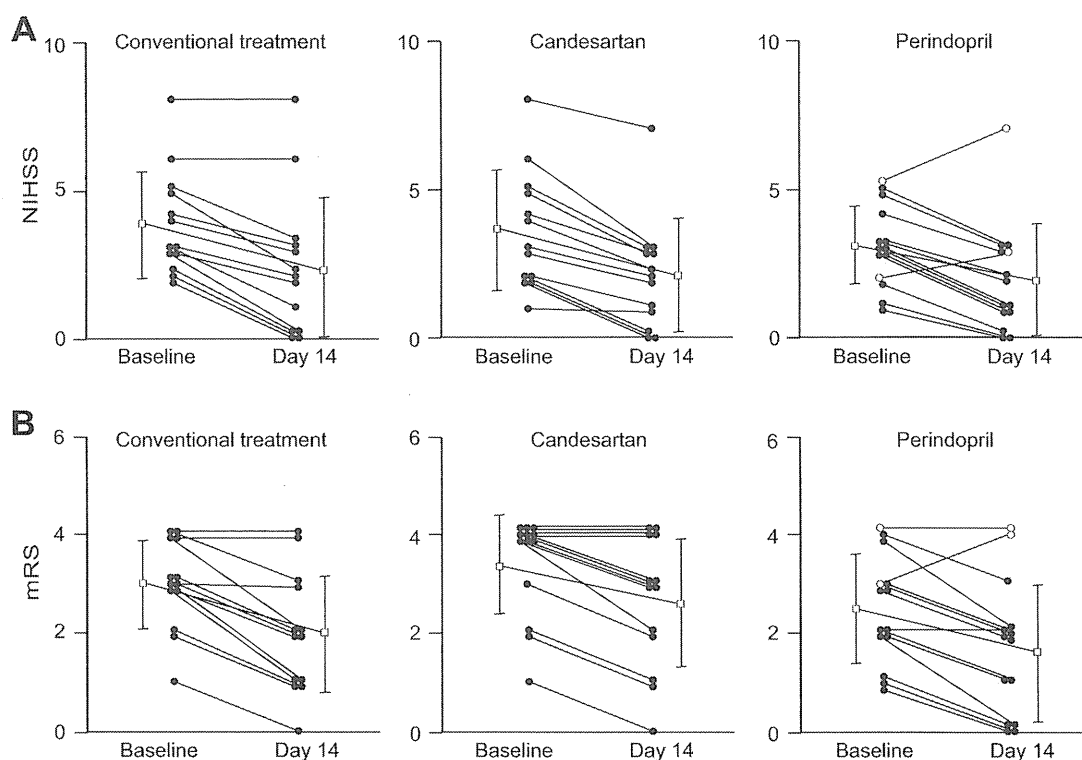 A
Conventional treatment
Candesartan
Perindopril
NIHSS
10
5
0
Baseline
Day 14
10
5
0
Baseline
Day 14
10
5
0
Baseline
Day 14
B
Conventional treatment
Candesartan
Perindopril
mRS
6
4
2
0
Baseline
Day 14
6
4
2
0
Baseline
Day 14
6
4
2
0
Baseline
Day 14